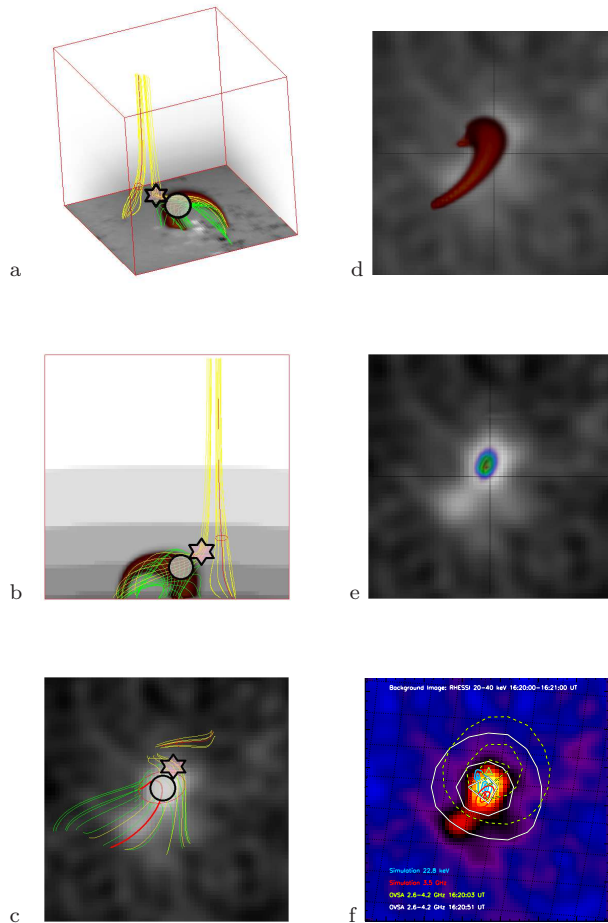 a
d
b
e
Background Image: RHESSI 20-40 keV 16:20:00-16:21:00 UT
Simulation 22.8 keV
Simulation 3.5 GHz
OVSA 2.6-4.2 GHz 16:20:03 UT
OVSA 2.6-4.2 GHz 16:20:51 UT
c
f